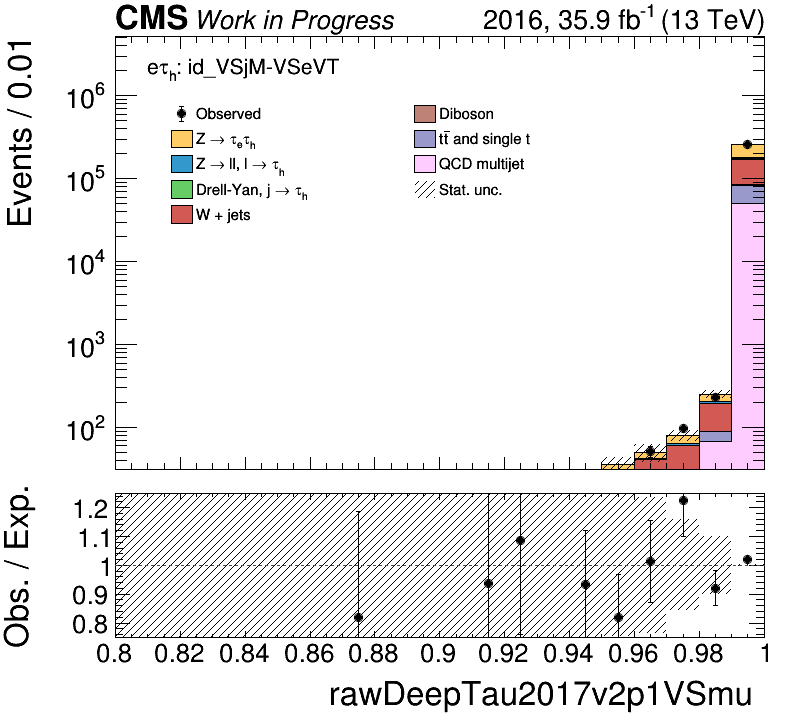 CMS Work in Progress 2016, 35.9 fb⁻¹ (13 TeV)
eτₕ: id_VSjM-VSeVT
Events / 0.01
10⁶
10⁵
10⁴
10³
10²
Observed
Z → τₑτₕ
Z → ll, l → τₕ
Drell-Yan, j → τₕ
W + jets
Diboson
tt̄ and single t
QCD multijet
Stat. unc.
Obs. / Exp.
1.2
1.1
1
0.9
0.8
0.8 0.82 0.84 0.86 0.88 0.9 0.92 0.94 0.96 0.98 1
rawDeepTau2017v2p1VSmu